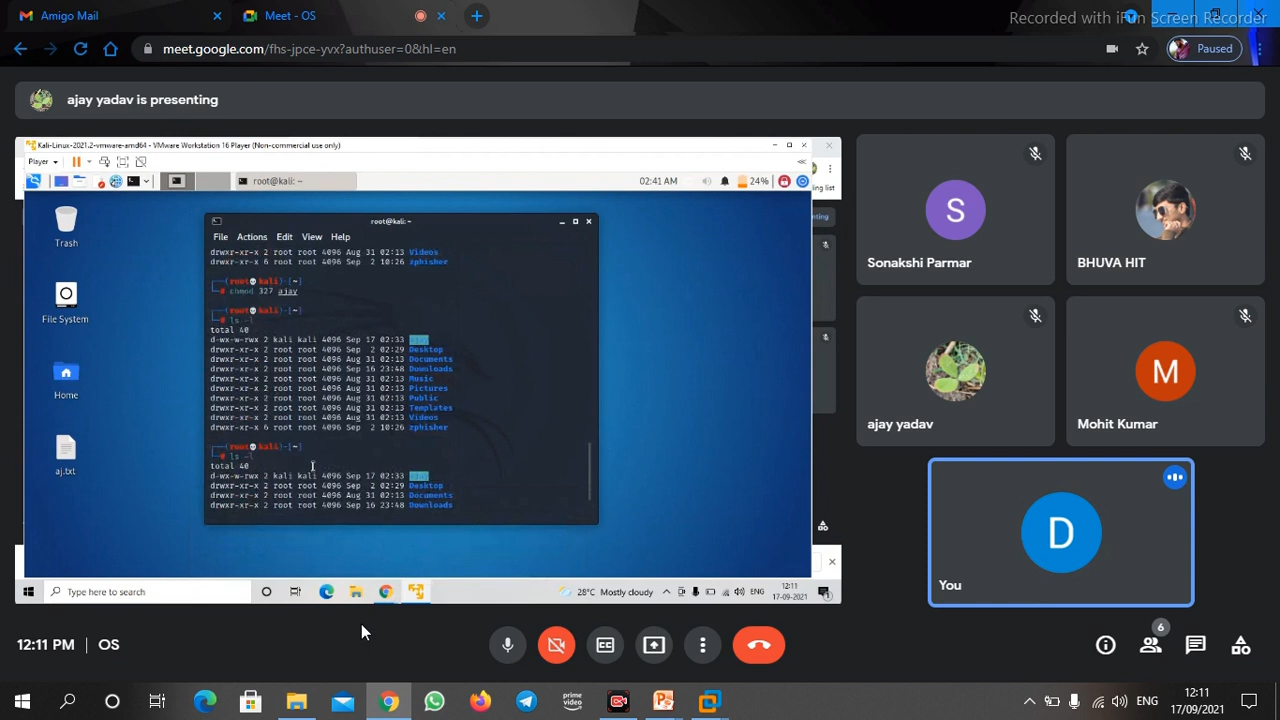 Amigo Mail
Meet - OS
Recorded with iFun Screen Recorder
meet.google.com/fhs-jpce-yvx?authuser=0&hl=en
Paused
ajay yadav is presenting
Kali-Linux-2021.2-vmware-amd64 - VMware Workstation 16 Player (Non-commercial use only)
Player
root@kali: ~
02:41 AM
24%
Trash
File System
Home
aj.txt
root@kali: ~
File Actions Edit View Help
drwxr-xr-x 2 root root 4096 Aug 31 02:13 Videos
drwxr-xr-x 6 root root 4096 Sep 2 10:26 zphisher
(root💀kali)-[~]
# chmod 327 ajay
(root💀kali)-[~]
# ls -l
total 40
d-wx-w-rwx 2 kali kali 4096 Sep 17 02:33 ajay
drwxr-xr-x 2 root root 4096 Sep 2 02:29 Desktop
drwxr-xr-x 2 root root 4096 Aug 31 02:13 Documents
drwxr-xr-x 2 root root 4096 Sep 16 23:48 Downloads
drwxr-xr-x 2 root root 4096 Aug 31 02:13 Music
drwxr-xr-x 2 root root 4096 Aug 31 02:13 Pictures
drwxr-xr-x 2 root root 4096 Aug 31 02:13 Public
drwxr-xr-x 2 root root 4096 Aug 31 02:13 Templates
drwxr-xr-x 2 root root 4096 Aug 31 02:13 Videos
drwxr-xr-x 6 root root 4096 Sep 2 10:26 zphisher
(root💀kali)-[~]
# ls -l
total 40
d-wx-w-rwx 2 kali kali 4096 Sep 17 02:33 ajay
drwxr-xr-x 2 root root 4096 Sep 2 02:29 Desktop
drwxr-xr-x 2 root root 4096 Aug 31 02:13 Documents
drwxr-xr-x 2 root root 4096 Sep 16 23:48 Downloads
Type here to search
28°C Mostly cloudy
ENG
12:11
17-09-2021
S
Sonakshi Parmar
BHUVA HIT
ajay yadav
M
Mohit Kumar
D
You
12:11 PM | OS
6
prime video
ENG
12:11
17/09/2021